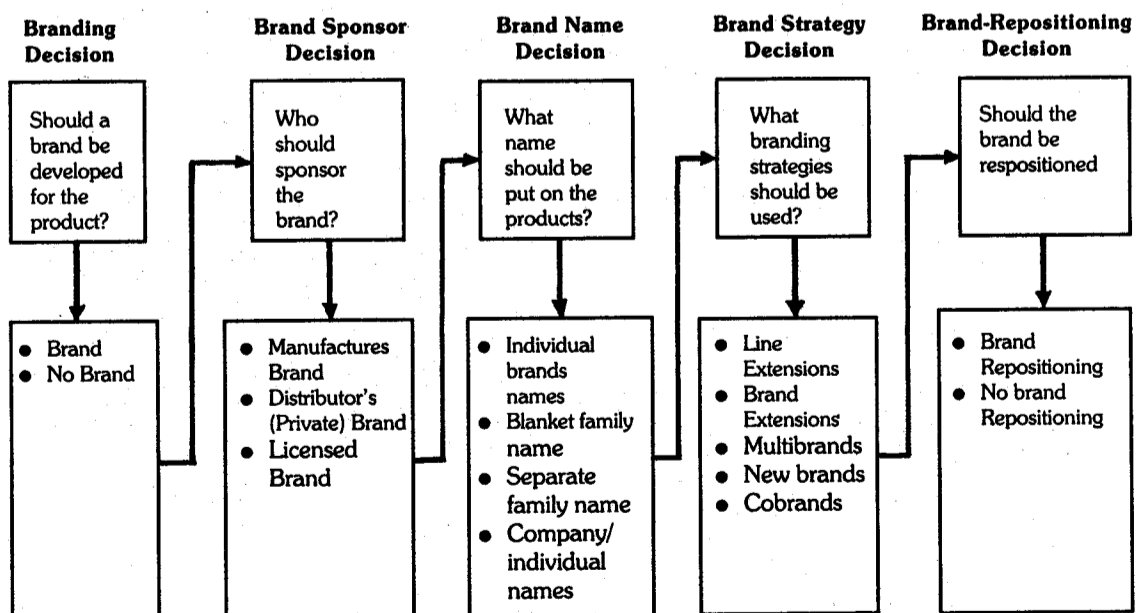 Branding
Decision
Should a
brand be
developed
for the
product?
● Brand
● No Brand
Brand Sponsor
Decision
Who
should
sponsor
the
brand?
● Manufactures
Brand
● Distributor's
(Private) Brand
● Licensed
Brand
Brand Name
Decision
What
name
should be
put on the
products?
● Individual
brands
names
● Blanket family
name
● Separate
family name
● Company/
individual
names
Brand Strategy
Decision
What
branding
strategies
should be
used?
● Line
Extensions
● Brand
Extensions
● Multibrands
● New brands
● Cobrands
Brand-Repositioning
Decision
Should the
brand be
respositioned
● Brand
Repositioning
● No brand
Repositioning